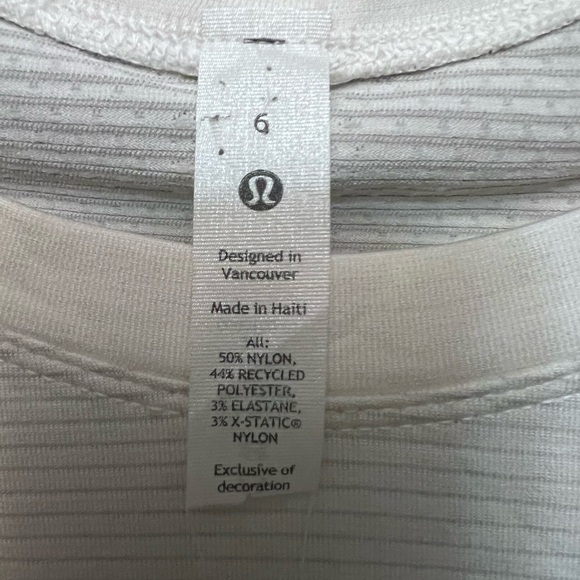 6
Designed in
Vancouver
Made in Haiti
All:
50% NYLON,
44% RECYCLED
POLYESTER,
3% ELASTANE,
3% X-STATIC®
NYLON
Exclusive of
decoration